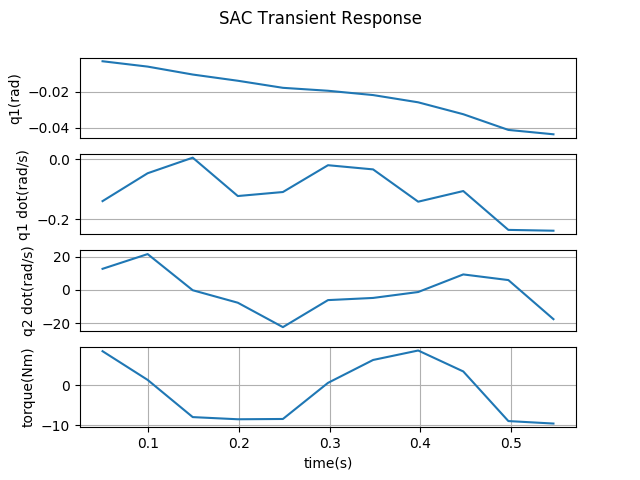 SAC Transient Response
q1(rad)
−0.02
−0.04
q1 dot(rad/s)
0.0
−0.2
q2 dot(rad/s)
20
0
−20
torque(Nm)
0
−10
0.1 0.2 0.3 0.4 0.5
time(s)